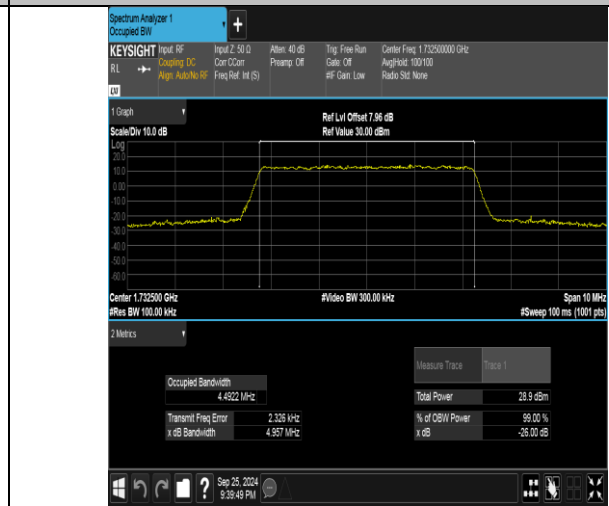 Spectrum Analyzer 1
Occupied BW
+
KEYSIGHT
RL
Input: RF
Coupling: DC
Align: Auto/No RF
Input Z: 50 Ω
Corr CCorr
Freq Ref: Int (S)
Atten: 40 dB
Preamp: Off
Trig: Free Run
Gate: Off
#IF Gain: Low
Center Freq: 1.732500000 GHz
Avg|Hold: 100/100
Radio Std: None
LXI
1 Graph
Scale/Div 10.0 dB
Ref Lvl Offset 7.96 dB
Ref Value 30.00 dBm
Log
20.0
10.0
0.00
-10.0
-20.0
-30.0
-40.0
-50.0
-60.0
Center 1.732500 GHz
#Res BW 100.00 kHz
#Video BW 300.00 kHz
Span 10 MHz
#Sweep 100 ms (1001 pts)
2 Metrics
Measure Trace
Trace 1
Occupied Bandwidth
4.4922 MHz
Total Power
28.9 dBm
Transmit Freq Error
2.326 kHz
% of OBW Power
99.00 %
x dB Bandwidth
4.957 MHz
x dB
-26.00 dB
?
Sep 25, 2024
9:39:49 PM